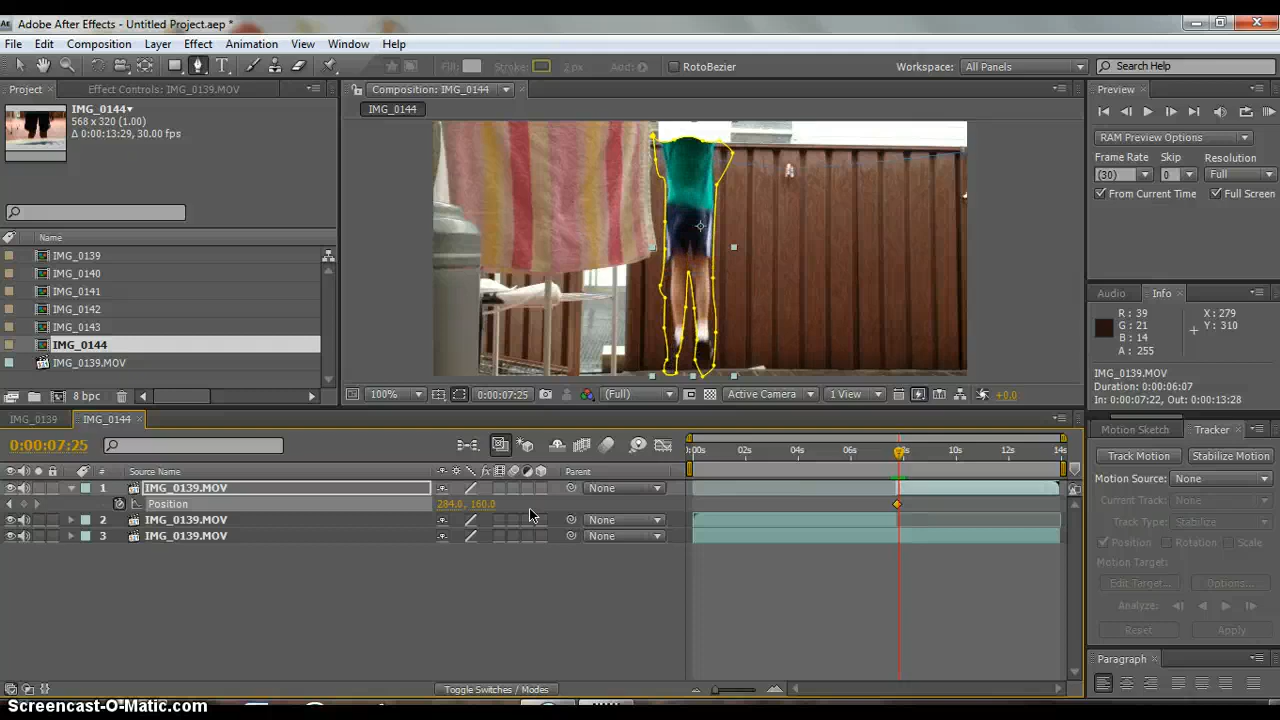 Adobe After Effects - Untitled Project.aep *
File Edit Composition Layer Effect Animation View Window Help
Fill: Stroke: 2 px Add: RotoBezier Workspace: All Panels Search Help
Project Effect Controls: IMG_0139.MOV Composition: IMG_0144 Preview
IMG_0144
568 x 320 (1.00)
Δ 0:00:13:29, 30.00 fps
IMG_0144
RAM Preview Options
Frame Rate Skip Resolution
(30) 0 Full
From Current Time Full Screen
Name
IMG_0139
IMG_0140
IMG_0141
IMG_0142
IMG_0143
IMG_0144
IMG_0139.MOV
8 bpc
100% 0:00:07:25 (Full) Active Camera 1 View +0.0
Audio Info
R : 39
G : 21
B : 14
A : 255
X : 279
Y : 310
IMG_0139.MOV
Duration: 0:00:06:07
In: 0:00:07:22, Out: 0:00:13:28
IMG_0139 IMG_0144
0:00:07:25
:00s 02s 04s 06s 08s 10s 12s 14s
Source Name Parent
1 IMG_0139.MOV None
Position 284.0, 160.0
2 IMG_0139.MOV None
3 IMG_0139.MOV None
Toggle Switches / Modes
Motion Sketch Tracker
Track Motion Stabilize Motion
Motion Source: None
Current Track: None
Track Type: Stabilize
Position Rotation Scale
Motion Target:
Edit Target... Options...
Analyze:
Reset Apply
Paragraph
Screencast-O-Matic.com